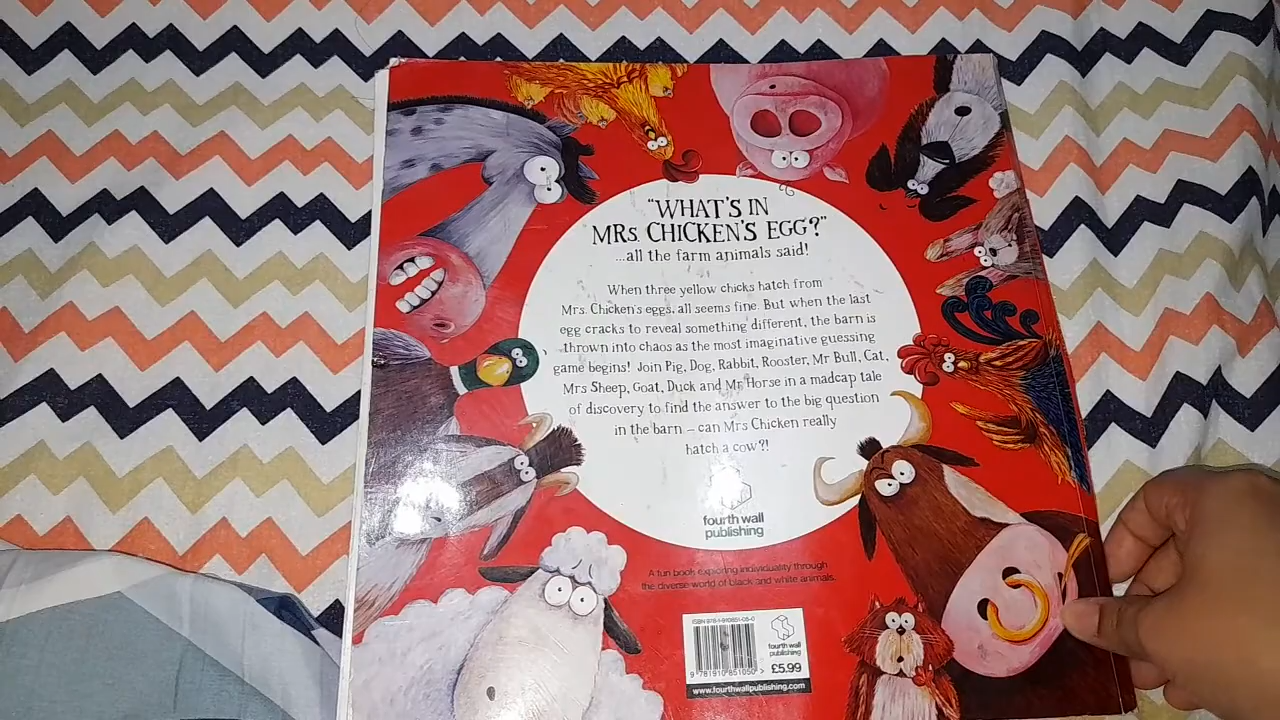 "WHAT'S IN
MRS. CHICKEN'S EGG?"
...all the farm animals said!
When three yellow chicks hatch from
Mrs. Chicken's eggs, all seems fine. But when the last
egg cracks to reveal something different, the barn is
thrown into chaos as the most imaginative guessing
game begins! Join Pig, Dog, Rabbit, Rooster, Mr Bull, Cat,
Mrs Sheep, Goat, Duck and Mr Horse in a madcap tale
of discovery to find the answer to the big question
in the barn – can Mrs Chicken really
hatch a cow?!
fourth wall
publishing
A fun book exploring individuality through
the diverse world of black and white animals.
ISBN 978-1-910851-05-0
9 781910 851050 >
fourth wall
publishing
£5.99
www.fourthwallpublishing.com